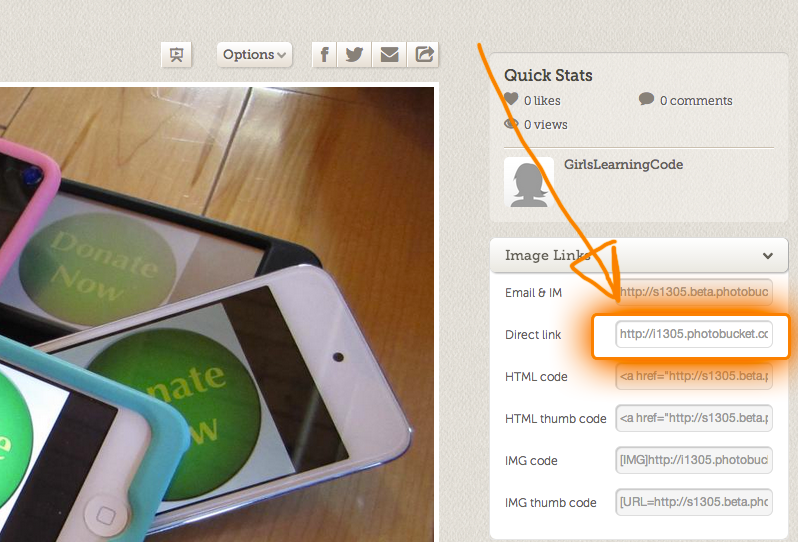 Options
Quick Stats
0 likes
0 comments
0 views
GirlsLearningCode
Image Links
Email & IM
http://s1305.beta.photobuc
Direct link
http://i1305.photobucket.cc
HTML code
<a href="http://s1305.beta.p
HTML thumb code
<a href="http://s1305.beta.p
IMG code
[IMG]http://i1305.photobuc
IMG thumb code
[URL=http://s1305.beta.pho
Donate
Now
nate
w
e